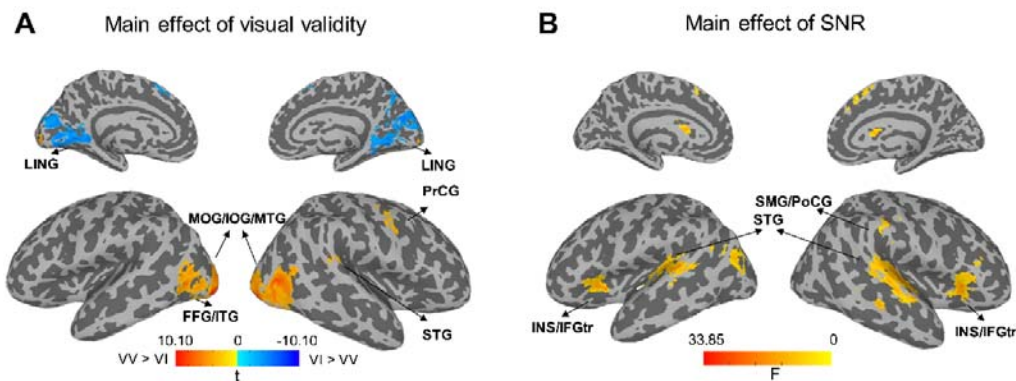 A Main effect of visual validity
LING
LING
PrCG
MOG/IOG/MTG
FFG/ITG
STG
10.10 0 -10.10
VV > VI VI > VV
t
B Main effect of SNR
SMG/PoCG
STG
INS/IFGtr
INS/IFGtr
33.85 0
F